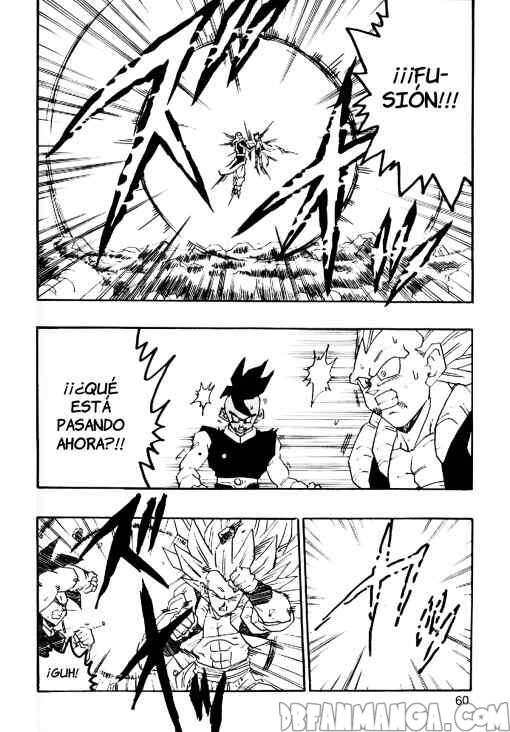 ¡¡¡FU-
SIÓN!!!
¡¡¿QUÉ
ESTÁ
PASANDO
AHORA?!!
¡GUH!
60
DBFANMANGA.COM